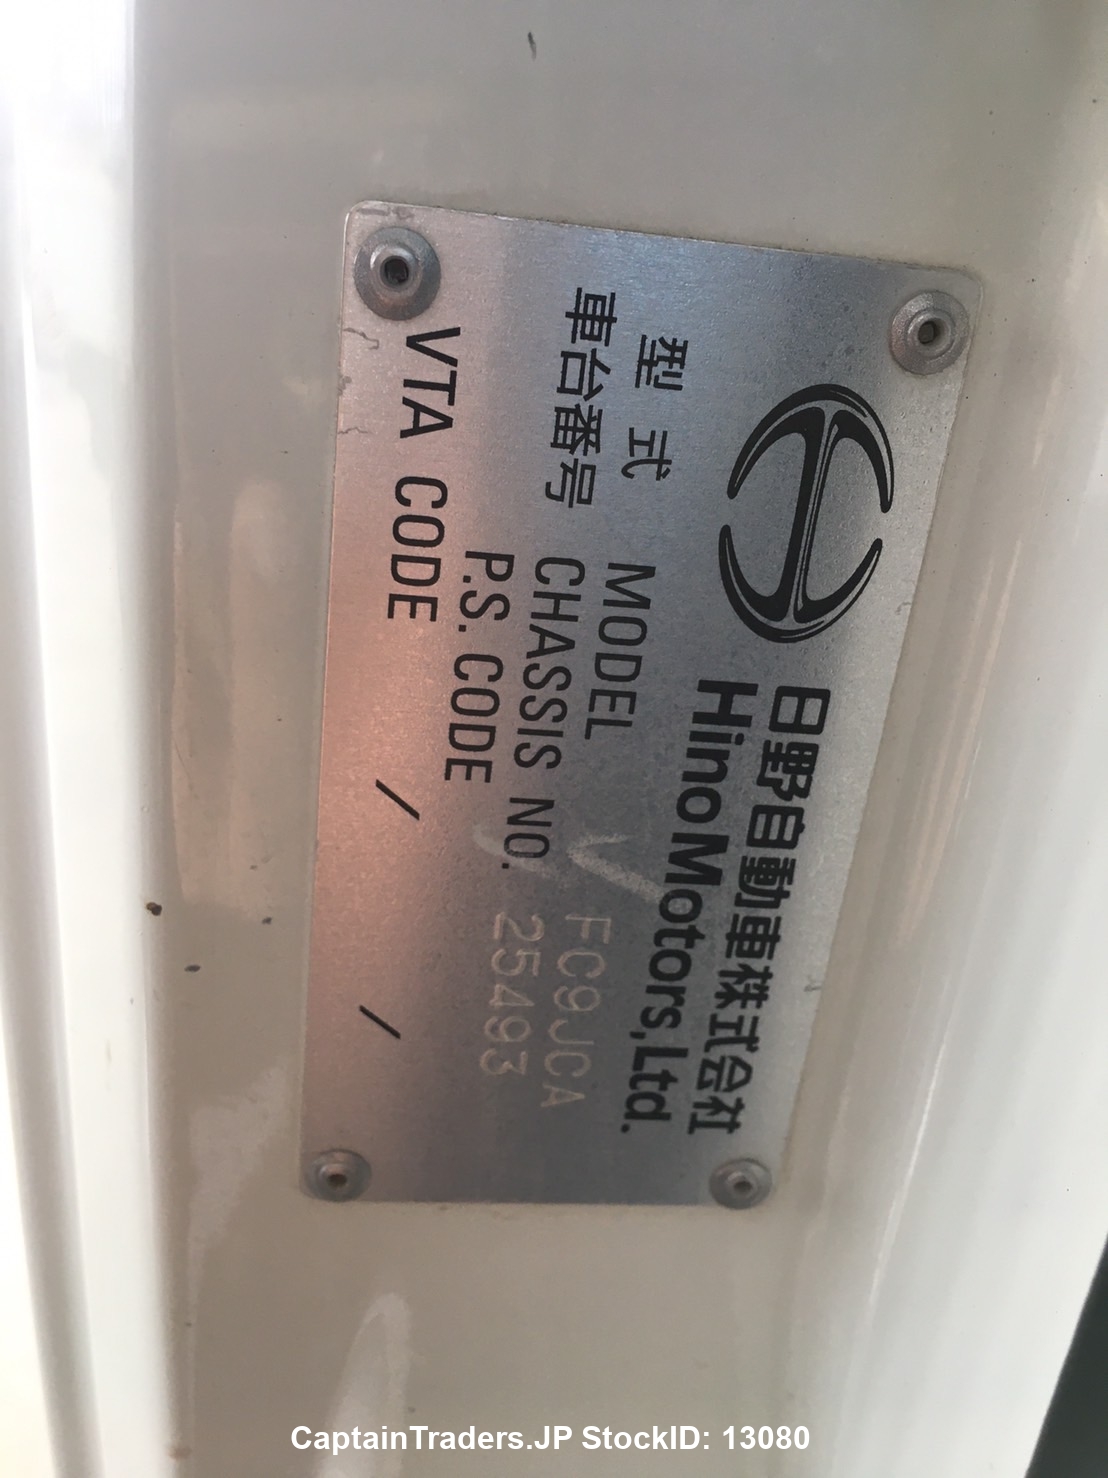 日野自動車株式会社
Hino Motors,Ltd.
型 式 MODEL FC9JCA
車台番号 CHASSIS NO. 25493
P.S. CODE
VTA CODE / /
CaptainTraders.JP StockID: 13080